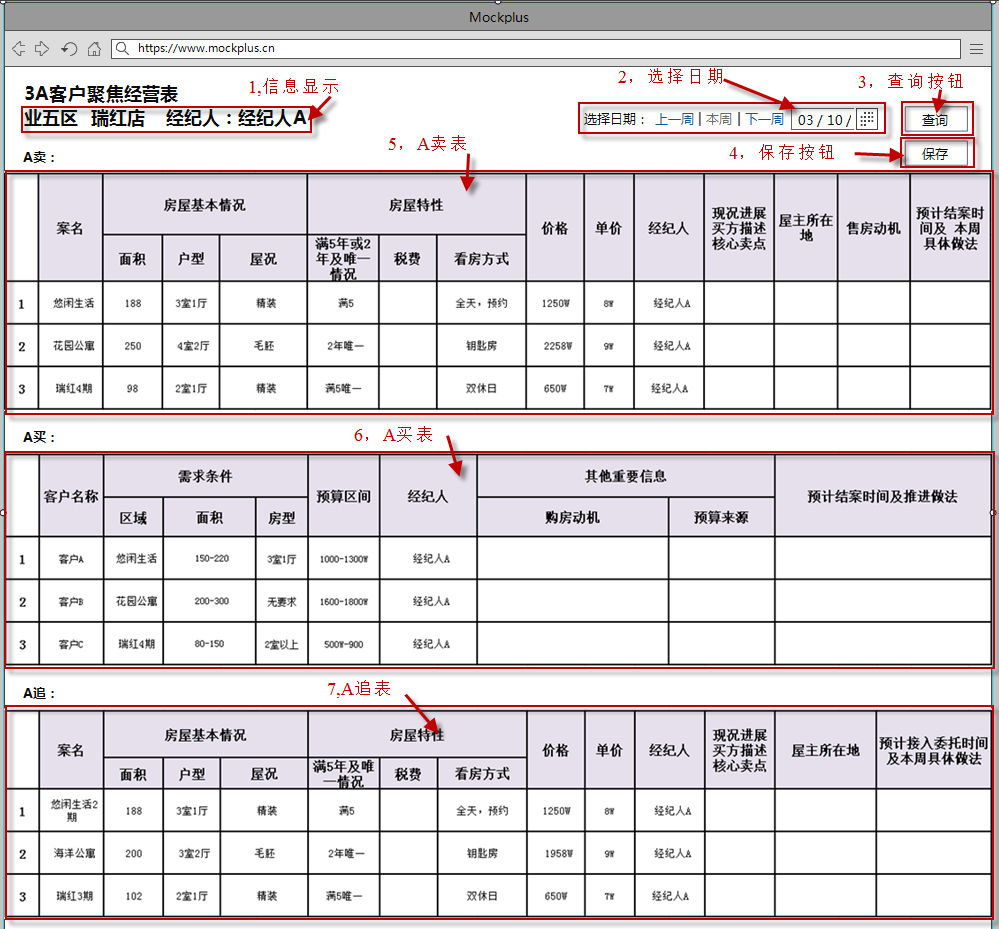 Mockplus
https://www.mockplus.cn
3A客户聚焦经营表
1,信息显示
2，选择日期
3，查询按钮
业五区 瑞红店 经纪人：经纪人A
选择日期： 上一周 | 本周 | 下一周 03 / 10 /
查询
5，A卖表
4，保存按钮
保存
A卖：
案名
房屋基本情况
房屋特性
价格
单价
经纪人
现况进展
买方描述
核心卖点
屋主所在
地
售房动机
预计结案时
间及 本周
具体做法
面积 户型 屋况
满5年或2
年及唯一
情况
税费 看房方式
1 悠闲生活 188 3室1厅 精装 满5 全天，预约 1250W 8W 经纪人A
2 花园公寓 250 4室2厅 毛胚 2年唯一 钥匙房 2258W 9W 经纪人A
3 瑞红4期 98 2室1厅 精装 满5唯一 双休日 650W 7W 经纪人A
A买：
6，A买表
客户名称
需求条件
预算区间
经纪人
其他重要信息
预计结案时间及推进做法
区域 面积 房型 购房动机 预算来源
1 客户A 悠闲生活 150-220 3室1厅 1000-1300W 经纪人A
2 客户B 花园公寓 200-300 无要求 1600-1800W 经纪人A
3 客户C 瑞红4期 80-150 2室以上 500W-900 经纪人A
A追：
7,A追表
案名
房屋基本情况
房屋特性
价格
单价
经纪人
现况进展
买方描述
核心卖点
屋主所在地
预计接入委托时间
及本周具体做法
面积 户型 屋况
满5年及唯
一情况
税费 看房方式
1 悠闲生活2
期 188 3室1厅 精装 满5 全天，预约 1250W 8W 经纪人A
2 海洋公寓 200 3室2厅 毛胚 2年唯一 钥匙房 1958W 9W 经纪人A
3 瑞红3期 102 2室1厅 精装 满5唯一 双休日 650W 7W 经纪人A